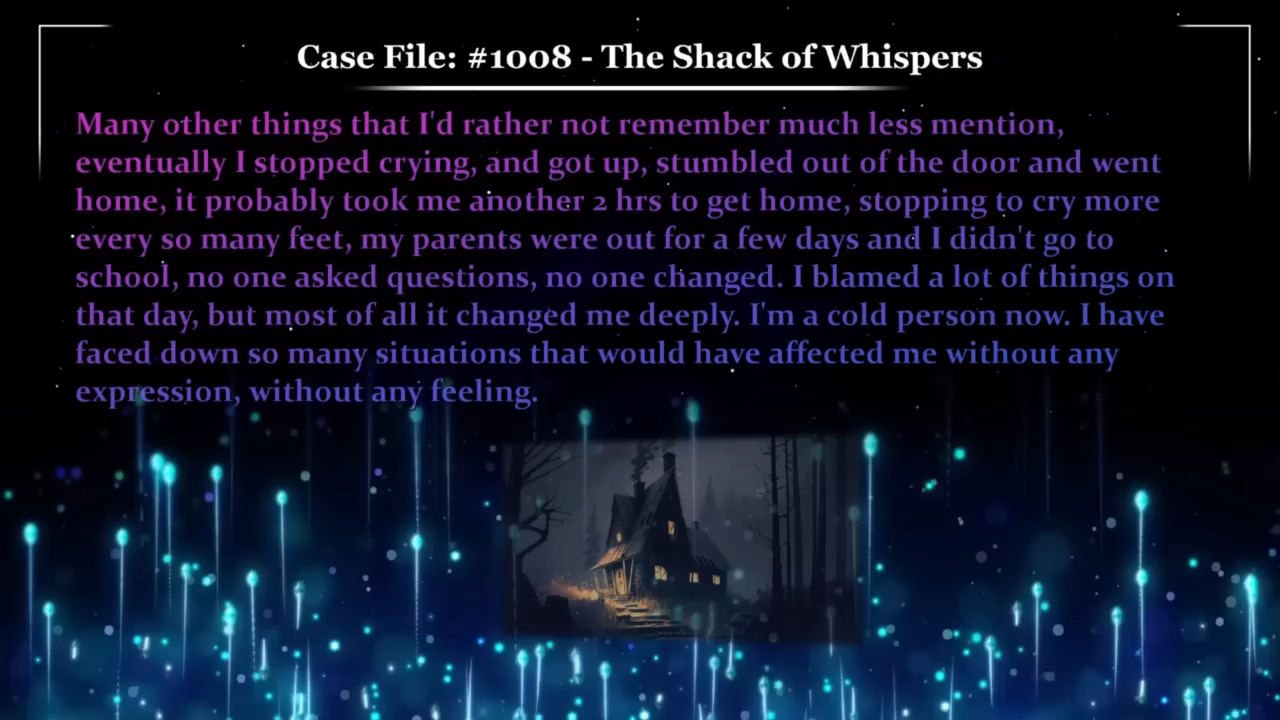 Case File: #1008 - The Shack of Whispers
Many other things that I'd rather not remember much less mention,
eventually I stopped crying, and got up, stumbled out of the door and went
home, it probably took me another 2 hrs to get home, stopping to cry more
every so many feet, my parents were out for a few days and I didn't go to
school, no one asked questions, no one changed. I blamed a lot of things on
that day, but most of all it changed me deeply. I'm a cold person now. I have
faced down so many situations that would have affected me without any
expression, without any feeling.